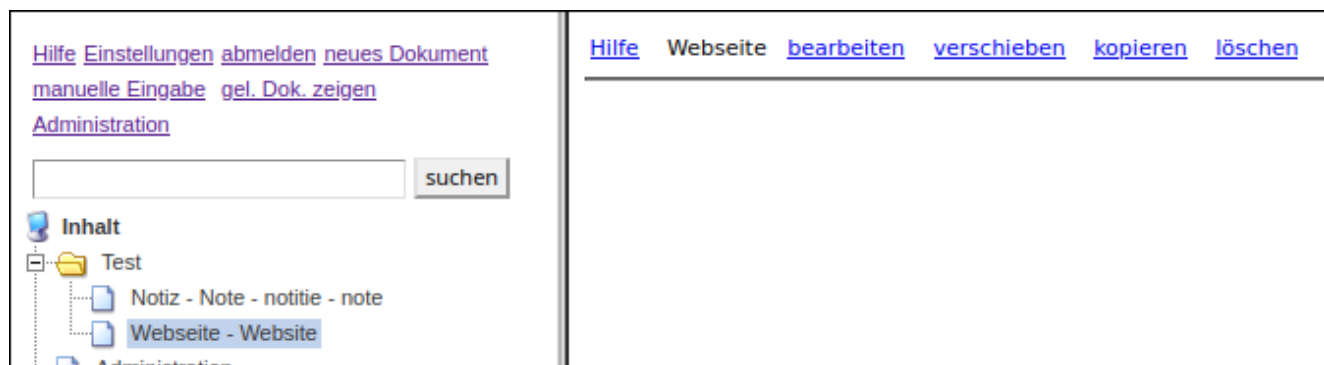 Hilfe Einstellungen abmelden neues Dokument
manuelle Eingabe gel. Dok. zeigen
Administration
suchen
Inhalt
Test
Notiz - Note - notitie - note
Webseite - Website
Administration
Hilfe Webseite bearbeiten verschieben kopieren löschen